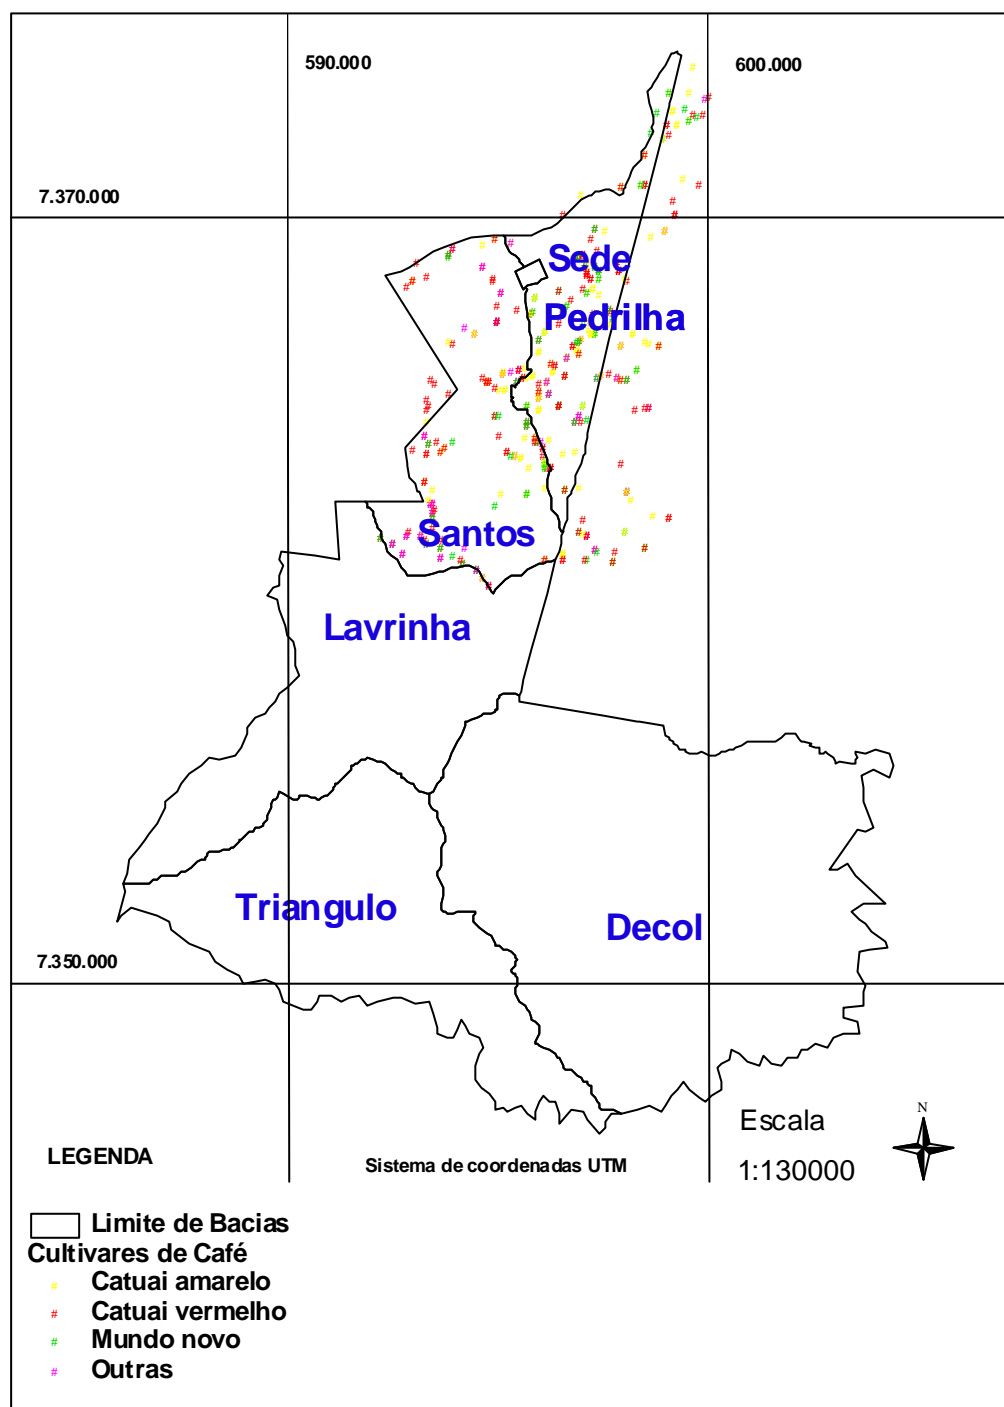 590.000
600.000
7.370.000
Sede
Pedrilha
Santos
Lavrinha
Triangulo
Decol
7.350.000
N
Escala
1:130000
LEGENDA
Sistema de coordenadas UTM
Limite de Bacias
Cultivares de Café
# Catuai amarelo
# Catuai vermelho
# Mundo novo
# Outras